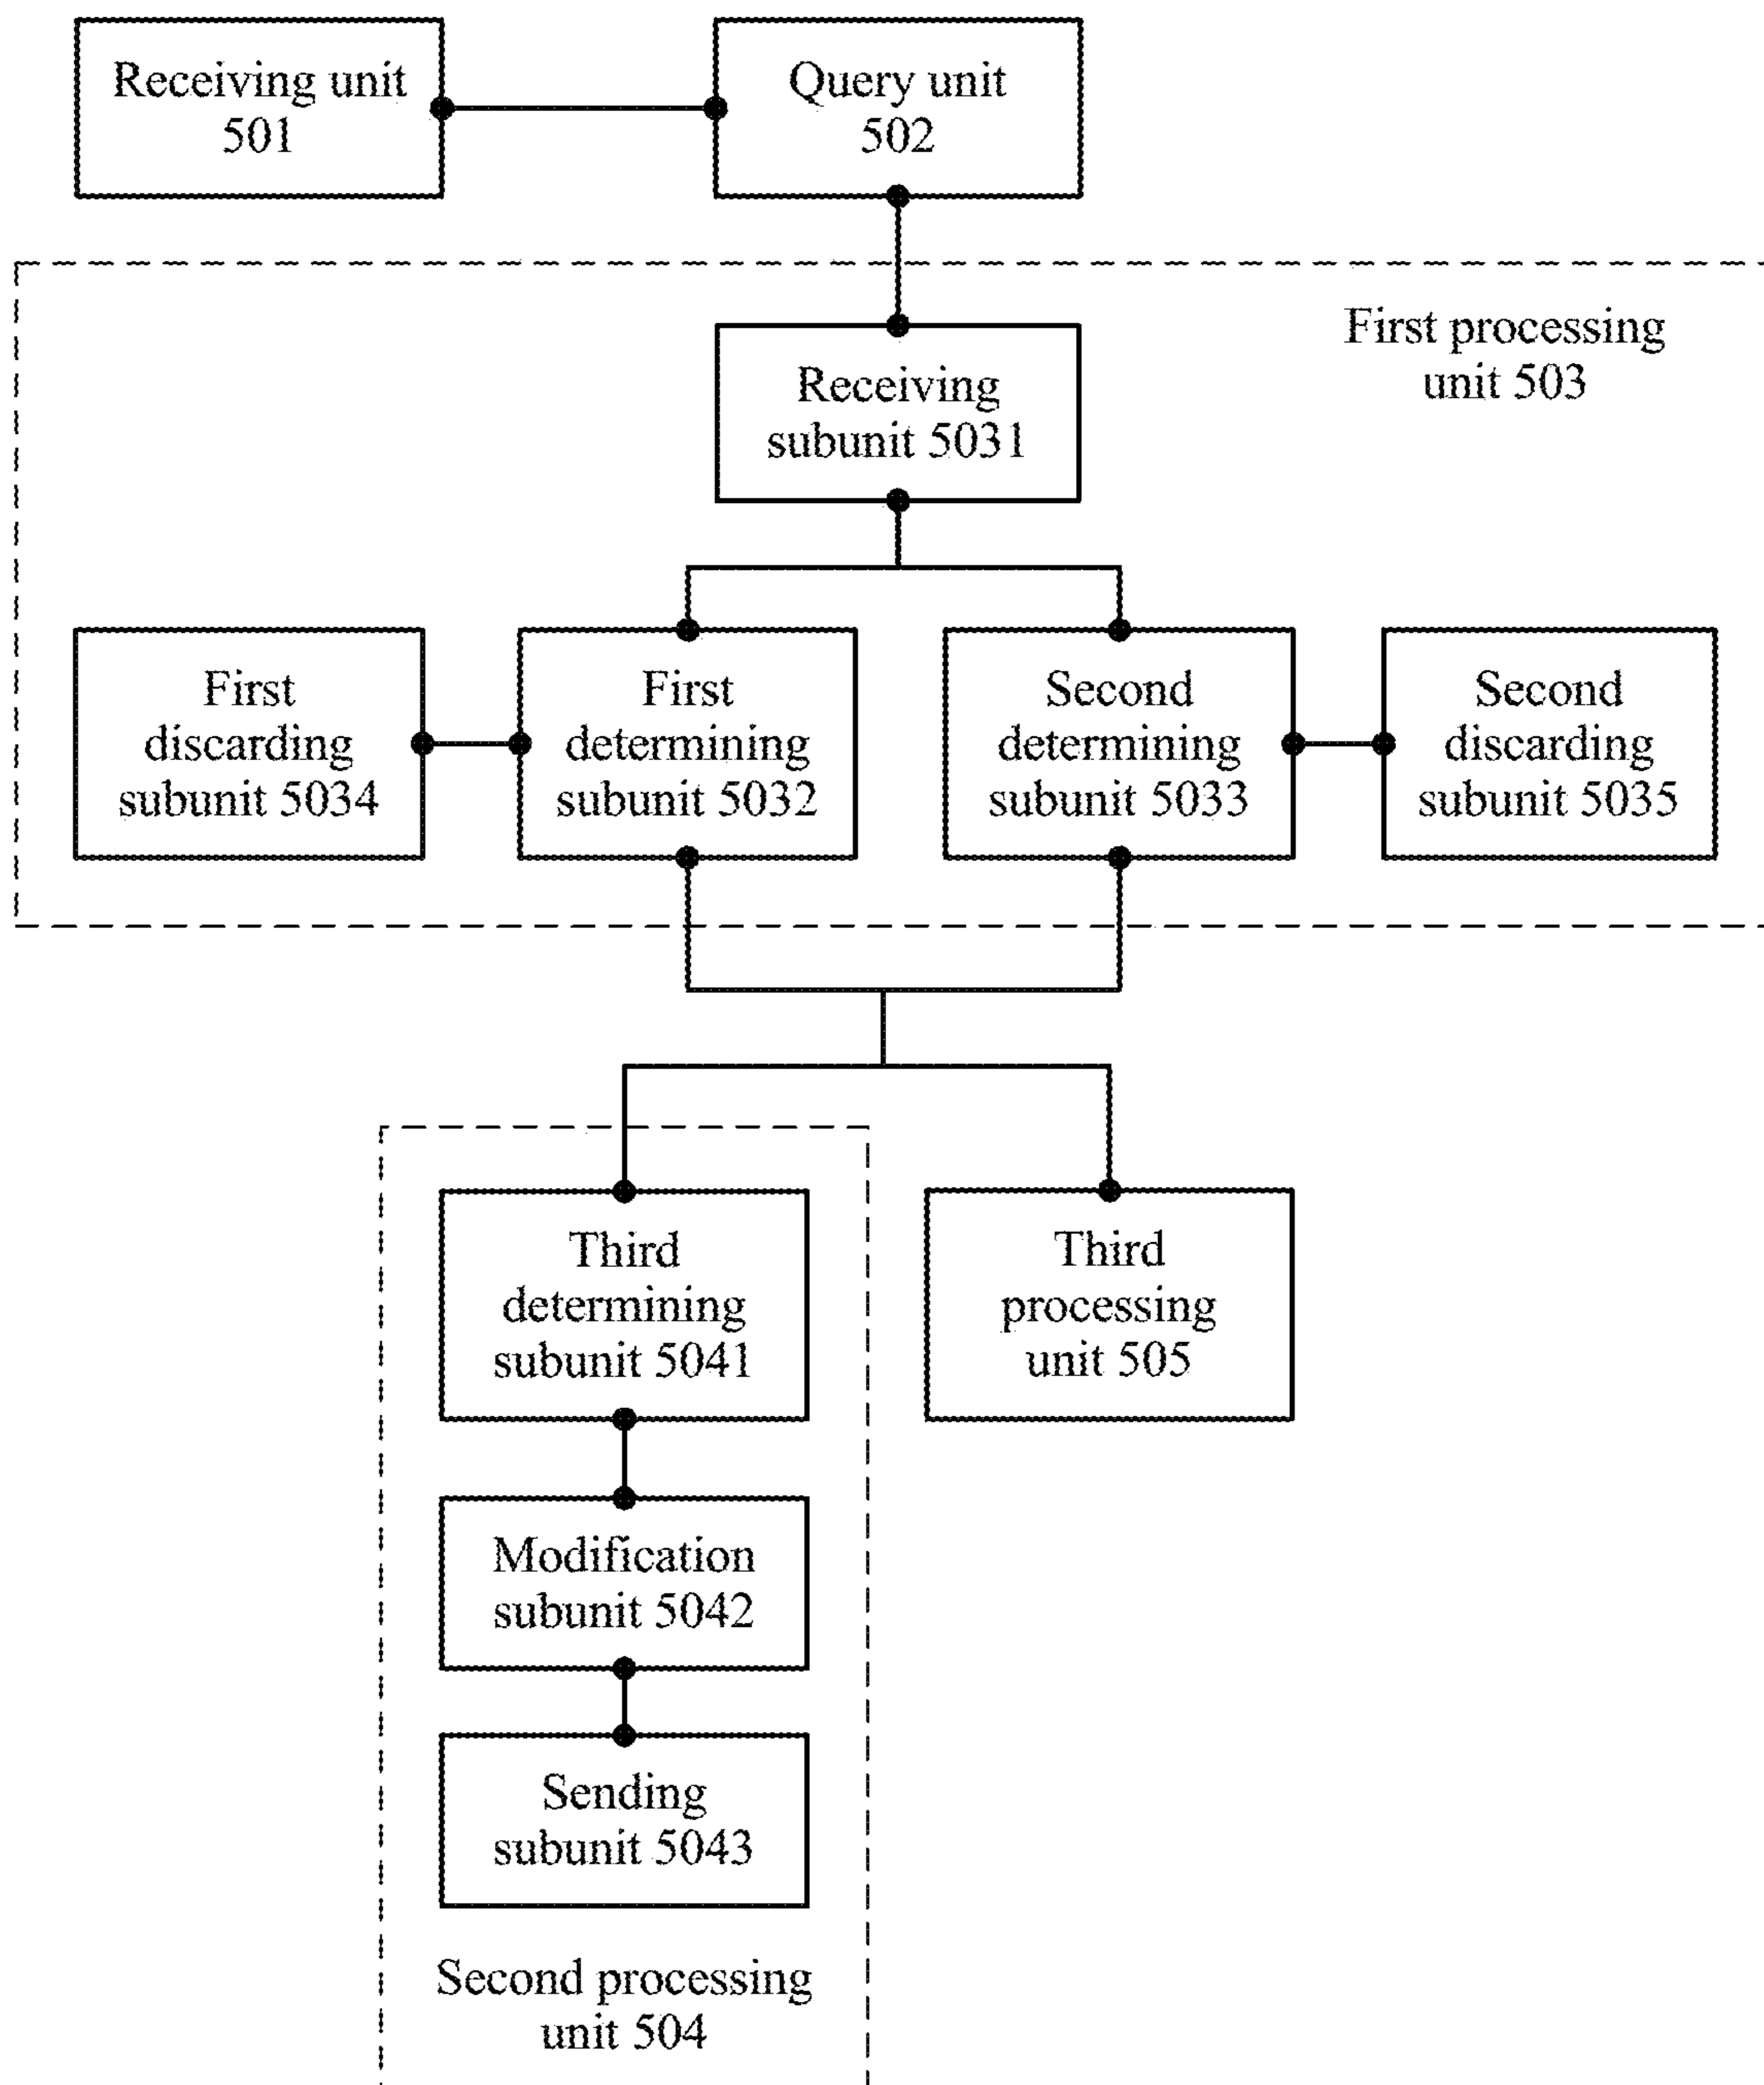 Receiving unit
501
Query unit
502
First processing
unit 503
Receiving
subunit 5031
First
discarding
subunit 5034
First
determining
subunit 5032
Second
determining
subunit 5033
Second
discarding
subunit 5035
Third
determining
subunit 5041
Third
processing
unit 505
Modification
subunit 5042
Sending
subunit 5043
Second processing
unit 504